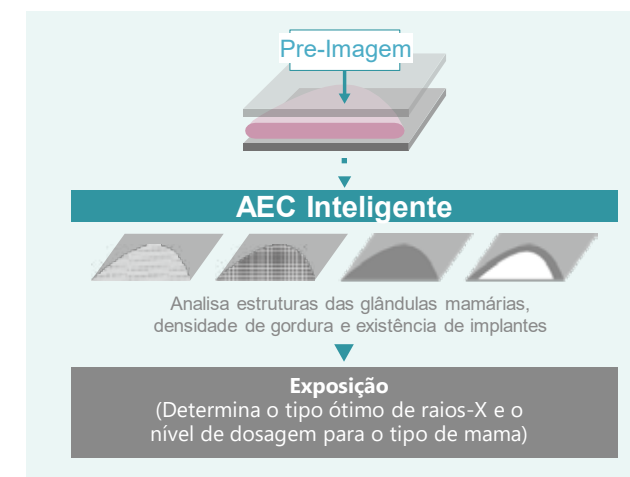 Pre-Imagem
AEC Inteligente
Analisa estruturas das glândulas mamárias,
densidade de gordura e existência de implantes
Exposição
(Determina o tipo ótimo de raios-X e o
nível de dosagem para o tipo de mama)